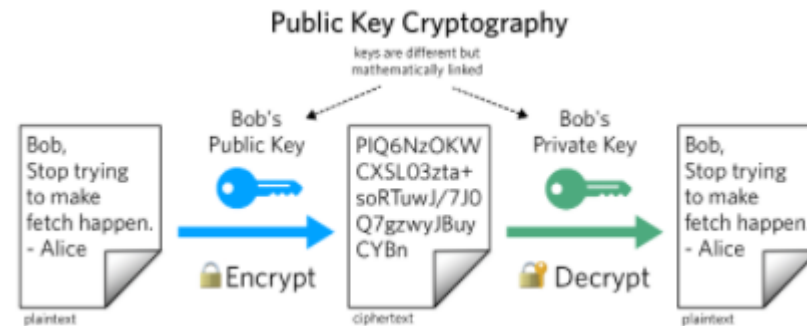 Public Key Cryptography
keys are different but
mathematically linked
Bob's
Public Key
Bob's
Private Key
Bob,
Stop trying
to make
fetch happen.
- Alice
plaintext
Encrypt
PIQ6NzOKW
CXSL03zta+
soRTuwJ/7J0
Q7gzwyJBuy
CYBn
ciphertext
Decrypt
Bob,
Stop trying
to make
fetch happen.
- Alice
plaintext